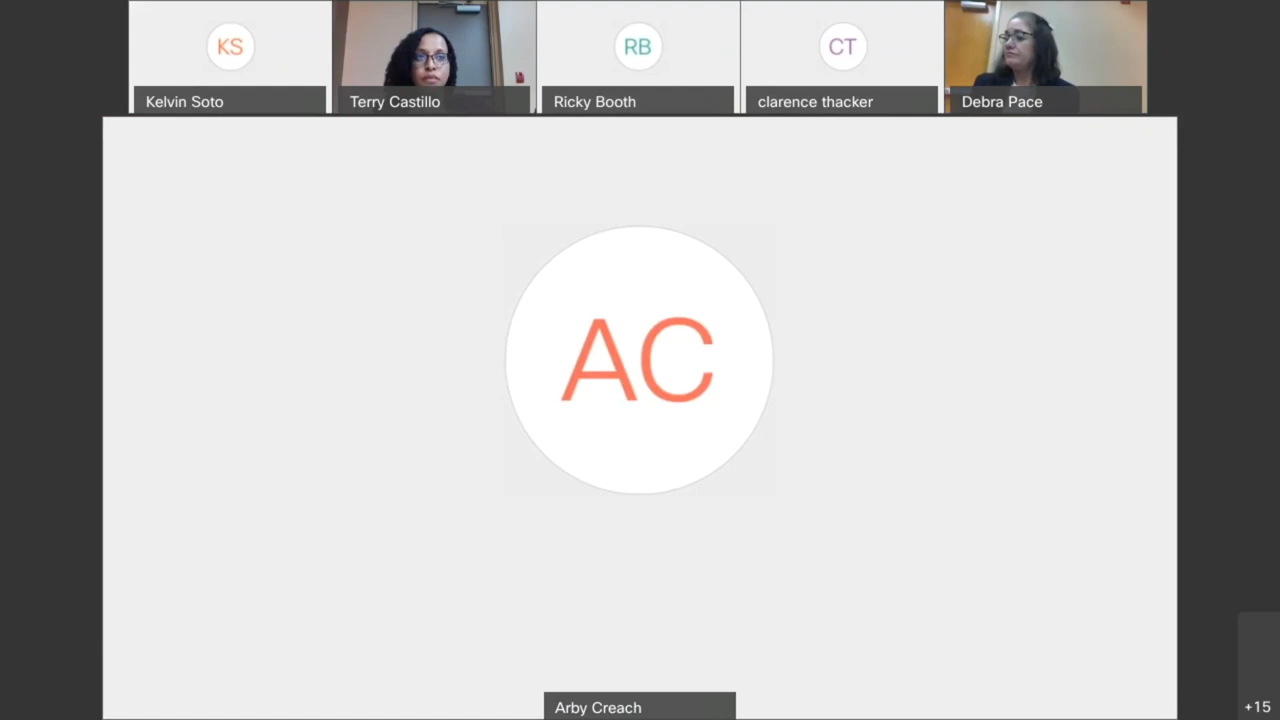 KS
RB
CT
Kelvin Soto
Terry Castillo
Ricky Booth
clarence thacker
Debra Pace
AC
Arby Creach
+15